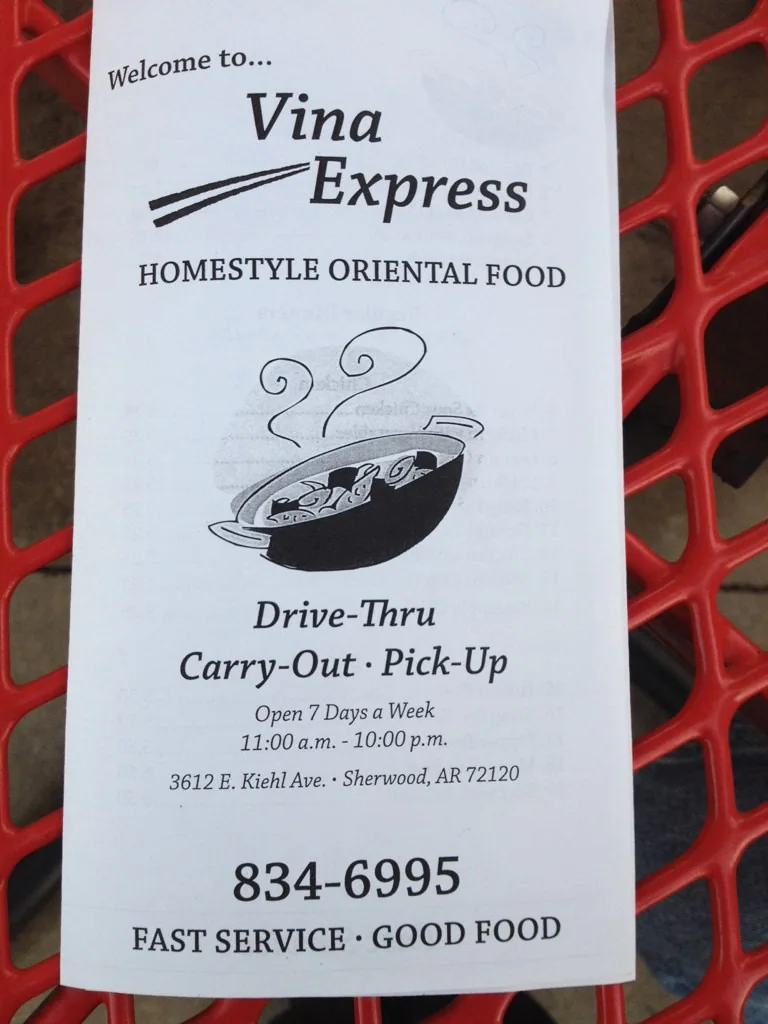 Welcome to...
Vina
Express
HOMESTYLE ORIENTAL FOOD
Drive-Thru
Carry-Out · Pick-Up
Open 7 Days a Week
11:00 a.m. - 10:00 p.m.
3612 E. Kiehl Ave. · Sherwood, AR 72120
834-6995
FAST SERVICE · GOOD FOOD